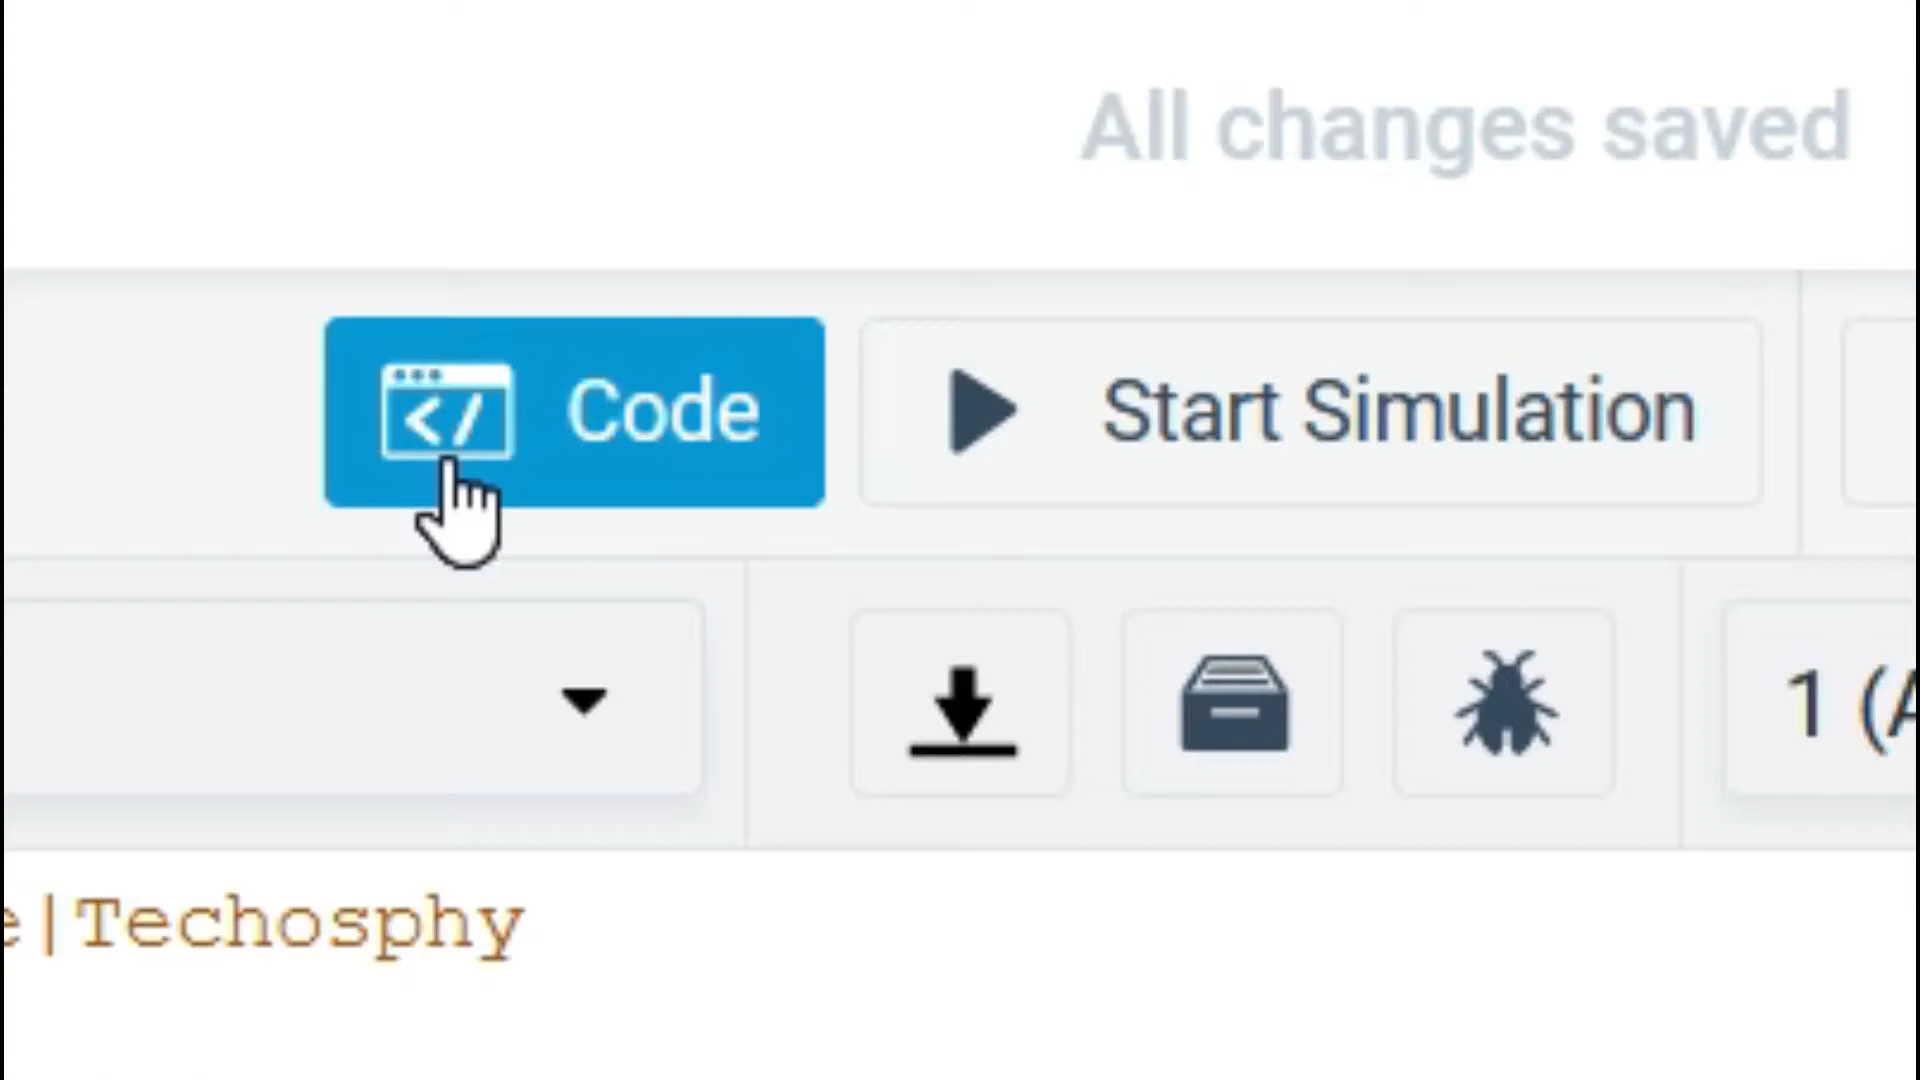 All changes saved
Code
Start Simulation
1 (A
e|Techosphy